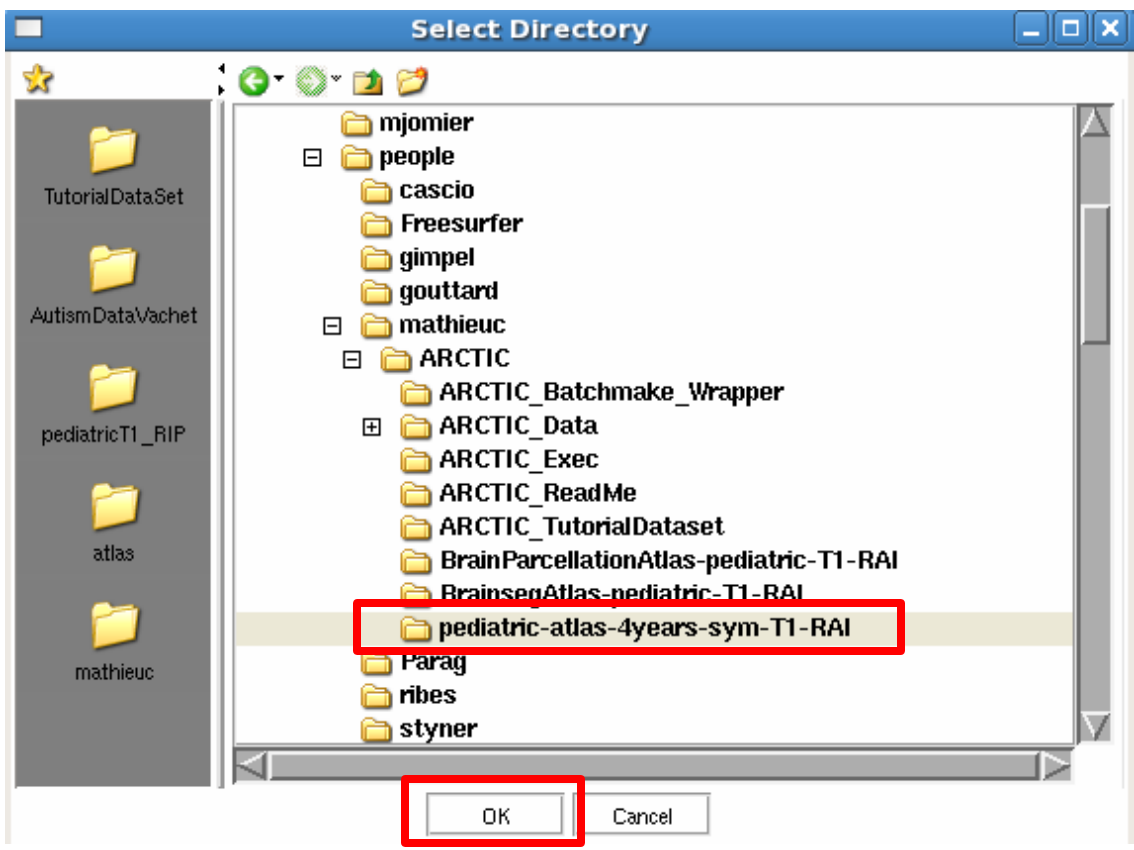 Select Directory
TutorialDataSet
AutismDataVachet
pediatricT1_RIP
atlas
mathieuc
mjomier
people
cascio
Freesurfer
gimpel
gouttard
mathieuc
ARCTIC
ARCTIC_Batchmake_Wrapper
ARCTIC_Data
ARCTIC_Exec
ARCTIC_ReadMe
ARCTIC_TutorialDataset
BrainParcellationAtlas-pediatric-T1-RAI
BrainsegAtlas-pediatric-T1-RAI
pediatric-atlas-4years-sym-T1-RAI
Parag
ribes
styner
OK Cancel